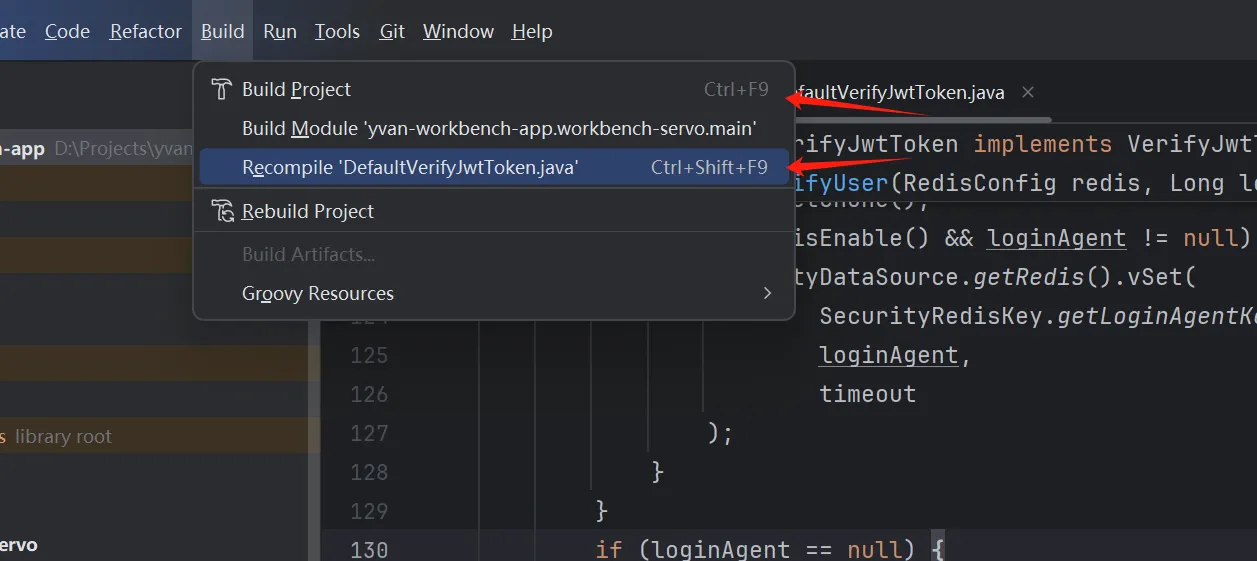 ate Code Refactor Build Run Tools Git Window Help
Build Project Ctrl+F9
faultVerifyJwtToken.java ×
Build Module 'yvan-workbench-app.workbench-servo.main'
-app D:\Projects\yvan
rifyJwtToken implements VerifyJwtT
Recompile 'DefaultVerifyJwtToken.java' Ctrl+Shift+F9
ifyUser(RedisConfig redis, Long lo
Rebuild Project
isEnable() && loginAgent != null)
Build Artifacts...
tyDataSource.getRedis().vSet(
Groovy Resources
SecurityRedisKey.getLoginAgentKe
125 loginAgent,
126 timeout
127 );
s library root
128 }
129 }
ervo
130 if (loginAgent == null) {